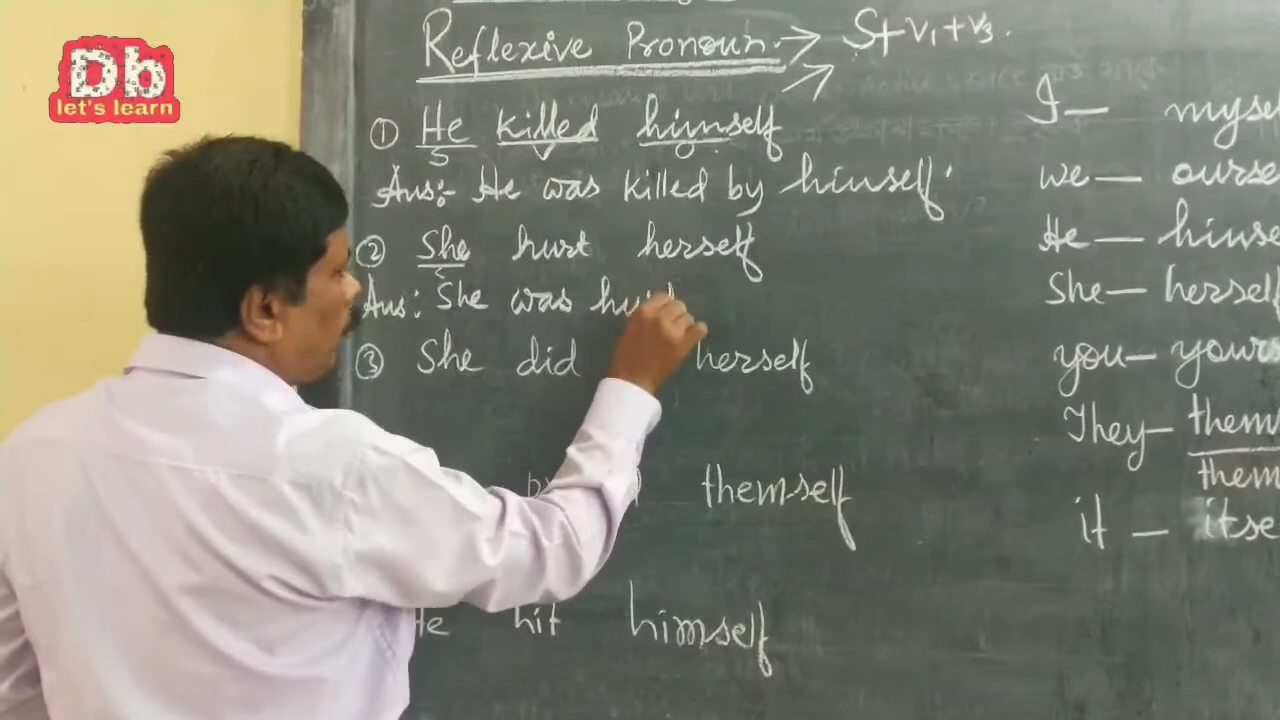 Db
let's learn
Reflexive Pronoun. → S + V1 + V3.
① He killed himself
S V O
Ans:- He was killed by himself.
② She hurt herself
S
Ans: She was
③ She did herself
themself
He hit himself
I — myse
we — ourse
He — himse
She — herself
you — yours
They — them
them
it — itse